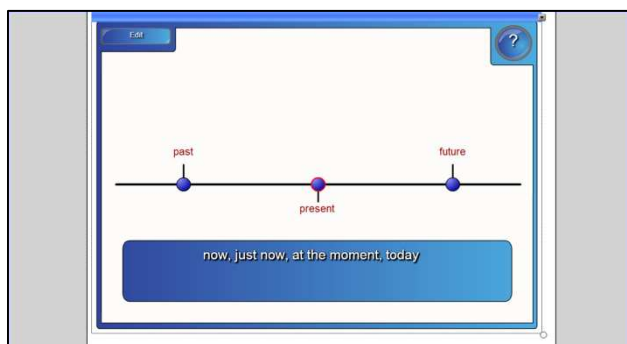 Edit
?
past
future
present
now, just now, at the moment, today